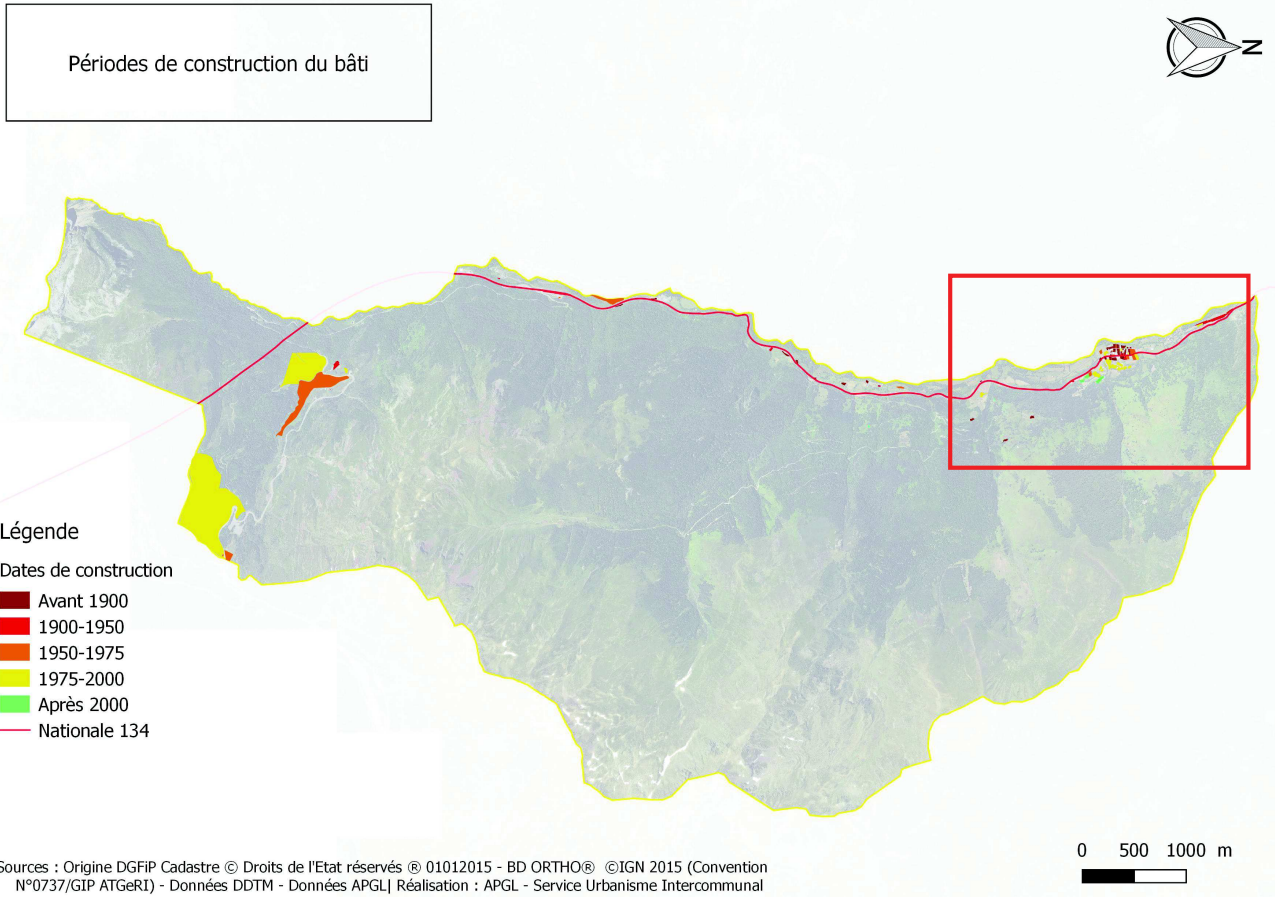 Périodes de construction du bâti
N
Légende
Dates de construction
Avant 1900
1900-1950
1950-1975
1975-2000
Après 2000
Nationale 134
0 500 1000 m
Sources : Origine DGFiP Cadastre © Droits de l'Etat réservés ® 01012015 - BD ORTHO® ©IGN 2015 (Convention
N°0737/GIP ATGeRI) - Données DDTM - Données APGL| Réalisation : APGL - Service Urbanisme Intercommunal